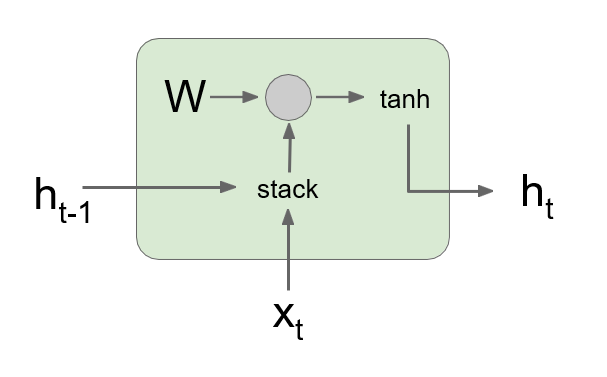 W
tanh
h_{t-1}
stack
h_t
x_t